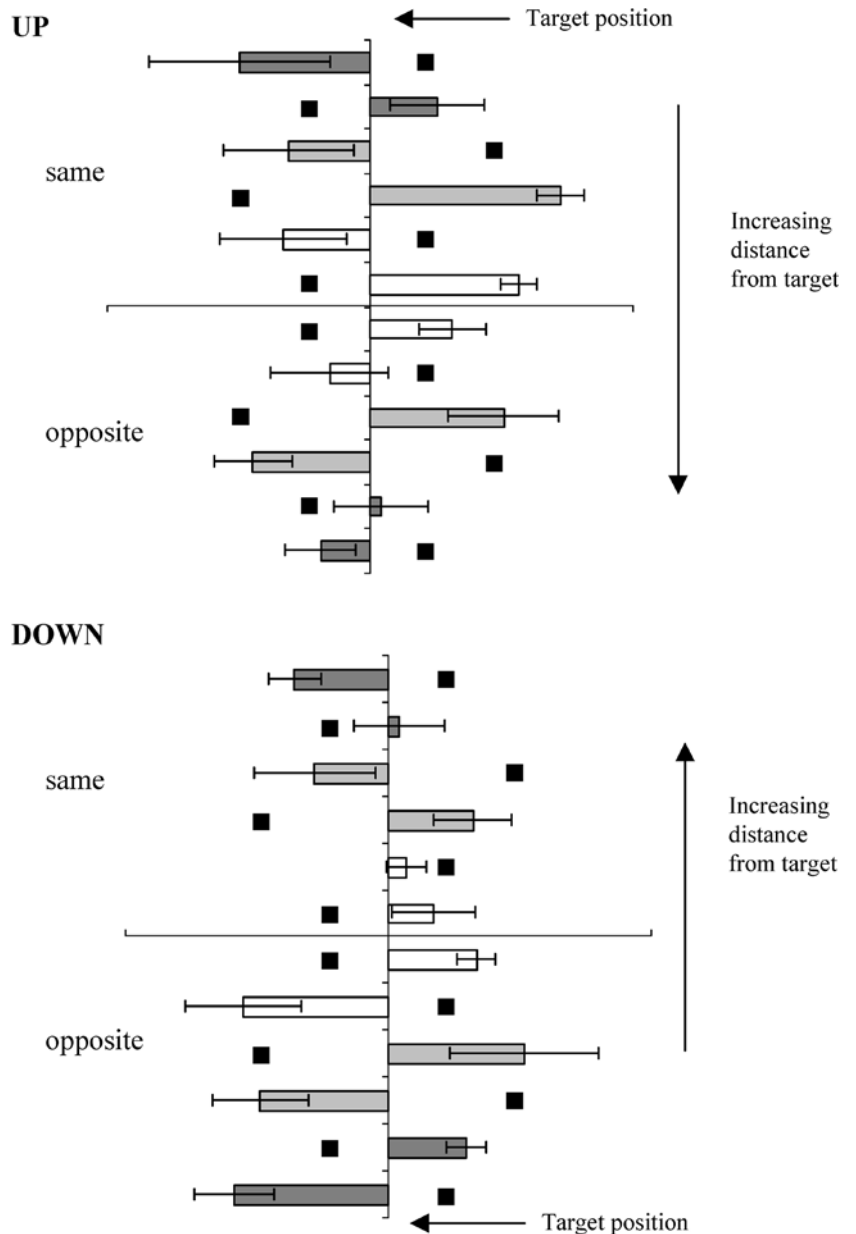 UP
Target position
same
Increasing
distance
from target
opposite
DOWN
same
Increasing
distance
from target
opposite
Target position